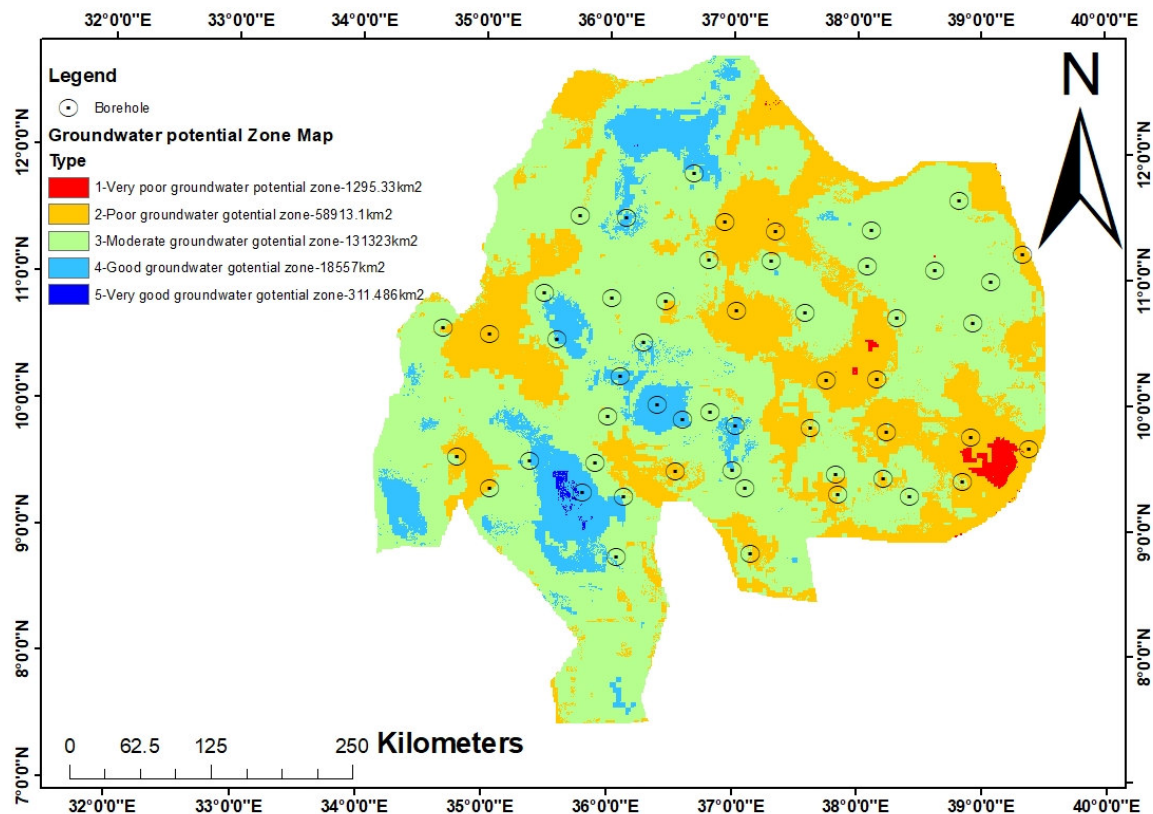 32°0'0"E 33°0'0"E 34°0'0"E 35°0'0"E 36°0'0"E 37°0'0"E 38°0'0"E 39°0'0"E 40°0'0"E
Legend
Borehole
Groundwater potential Zone Map
Type
1-Very poor groundwater potential zone-1295.33km2
2-Poor groundwater gotential zone-58913.1km2
3-Moderate groundwater gotential zone-131323km2
4-Good groundwater gotential zone-18557km2
5-Very good groundwater gotential zone-311.486km2
N
12°0'0"N
11°0'0"N
10°0'0"N
9°0'0"N
8°0'0"N
7°0'0"N
12°0'0"N
11°0'0"N
10°0'0"N
9°0'0"N
8°0'0"N
0 62.5 125 250 Kilometers
32°0'0"E 33°0'0"E 34°0'0"E 35°0'0"E 36°0'0"E 37°0'0"E 38°0'0"E 39°0'0"E 40°0'0"E